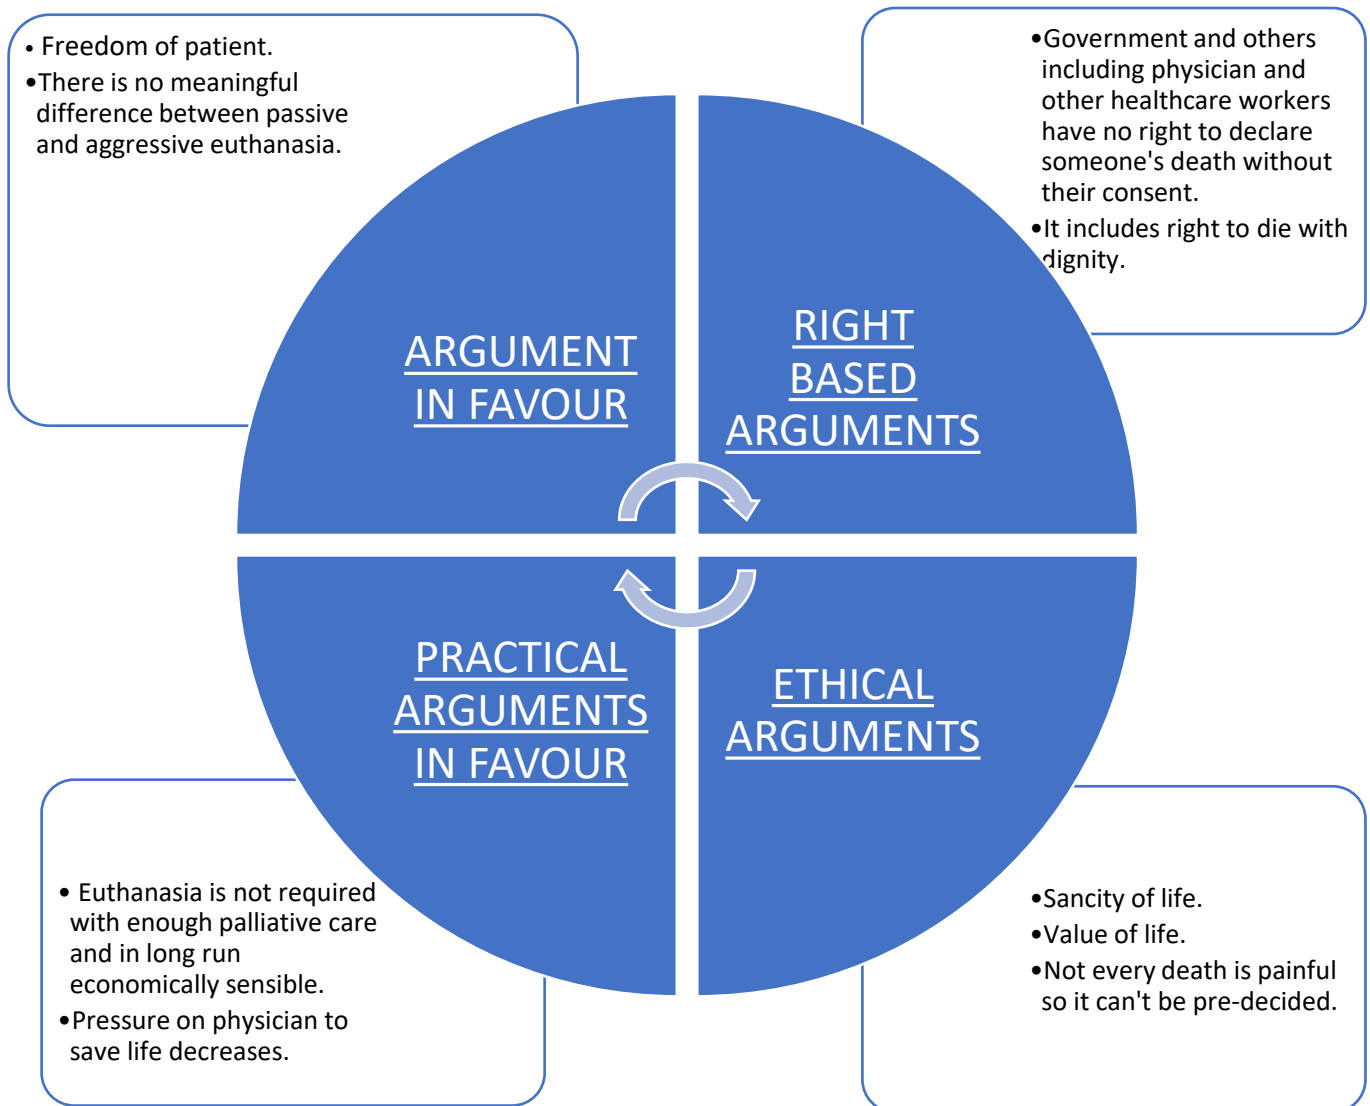 • Freedom of patient.
•There is no meaningful
difference between passive
and aggressive euthanasia.
•Government and others
including physician and
other healthcare workers
have no right to declare
someone's death without
their consent.
•It includes right to die with
dignity.
ARGUMENT
IN FAVOUR
RIGHT
BASED
ARGUMENTS
PRACTICAL
ARGUMENTS
IN FAVOUR
ETHICAL
ARGUMENTS
• Euthanasia is not required
with enough palliative care
and in long run
economically sensible.
•Pressure on physician to
save life decreases.
•Sancity of life.
•Value of life.
•Not every death is painful
so it can't be pre-decided.